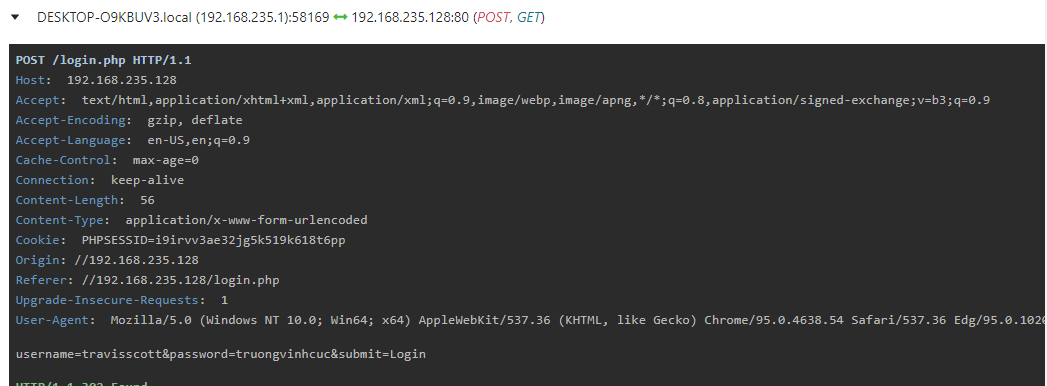 DESKTOP-O9KBUV3.local (192.168.235.1):58169 ↔ 192.168.235.128:80 (POST, GET)
POST /login.php HTTP/1.1
Host: 192.168.235.128
Accept: text/html,application/xhtml+xml,application/xml;q=0.9,image/webp,image/apng,*/*;q=0.8,application/signed-exchange;v=b3;q=0.9
Accept-Encoding: gzip, deflate
Accept-Language: en-US,en;q=0.9
Cache-Control: max-age=0
Connection: keep-alive
Content-Length: 56
Content-Type: application/x-www-form-urlencoded
Cookie: PHPSESSID=i9irvv3ae32jg5k519k618t6pp
Origin: //192.168.235.128
Referer: //192.168.235.128/login.php
Upgrade-Insecure-Requests: 1
User-Agent: Mozilla/5.0 (Windows NT 10.0; Win64; x64) AppleWebKit/537.36 (KHTML, like Gecko) Chrome/95.0.4638.54 Safari/537.36 Edg/95.0.1020
username=travisscott&password=truongvinhcuc&submit=Login
HTTP/1.1 302 Found